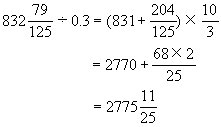 832 79/125 ÷ 0.3 = (831 + 204/125) × 10/3
= 2770 + 68×2/25
= 2775 11/25